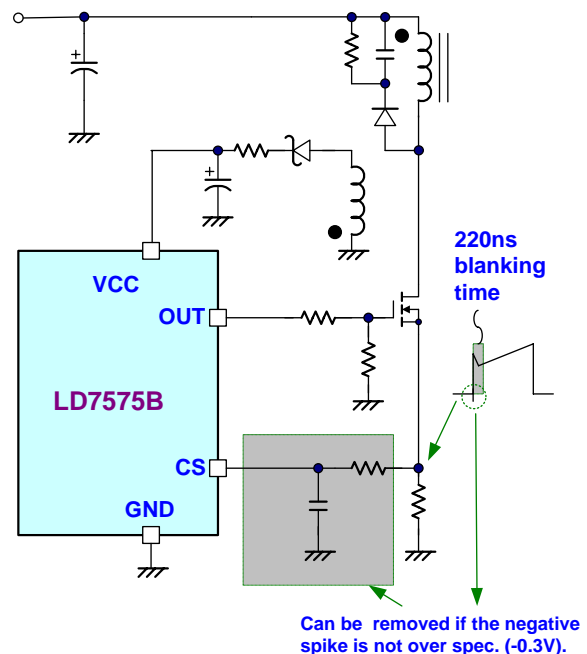 +
+
220ns
blanking
time
VCC
OUT
LD7575B
CS
GND
Can be removed if the negative
spike is not over spec. (-0.3V).